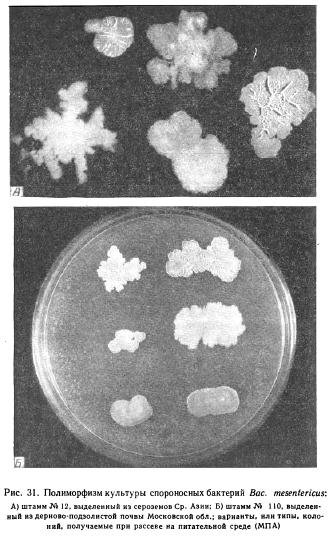 А
Б
Рис. 31. Полиморфизм культуры спороносных бактерий Bac. mesentericus:
А) штамм № 12, выделенный из сероземов Ср. Азии; Б) штамм № 110, выделен-
ный из дерново-подзолистой почвы Московской обл.; варианты, или типы, коло-
ний, получаемые при рассеве на питательной среде (МПА)